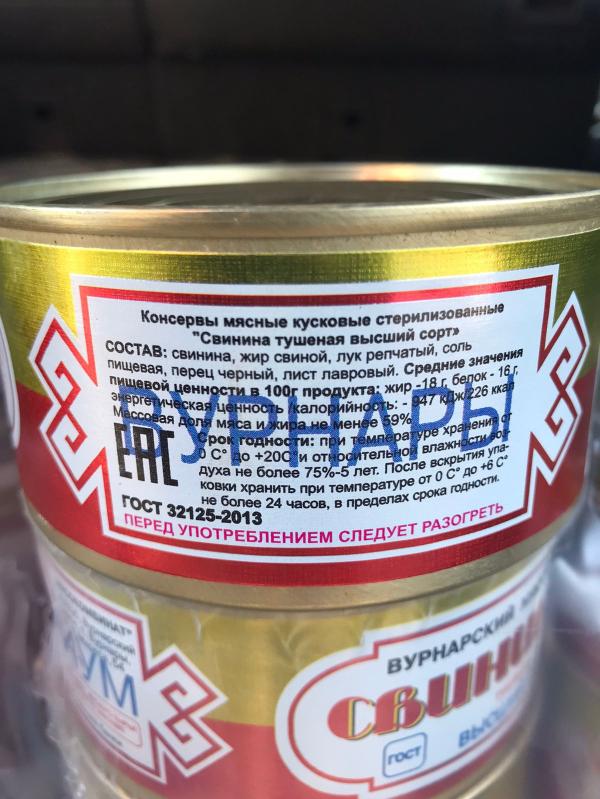 Консервы мясные кусковые стерилизованные
"Свинина тушеная высший сорт»
СОСТАВ: свинина, жир свиной, лук репчатый, соль
пищевая, перец черный, лист лавровый. Средние значения
пищевой ценности в 100г продукта: жир -18 г, белок - 16 г,
энергетическая ценность (калорийность: - 947 кДж/226 ккал
Массовая доля мяса и жира не менее 59%
ВУРНАРЫ
Срок годности: при температуре хранения от
0 С° до +20С и относительной влажности воз-
духа не более 75%-5 лет. После вскрытия упа-
ковки хранить при температуре от 0 С° до +6 С°
не более 24 часов, в пределах срока годности.
ЕАС
ГОСТ 32125-2013
ПЕРЕД УПОТРЕБЛЕНИЕМ СЛЕДУЕТ РАЗОГРЕТЬ
ВУРНАРСКИЙ
СВИНИ
ГОСТ
ВЫСШ
УМ